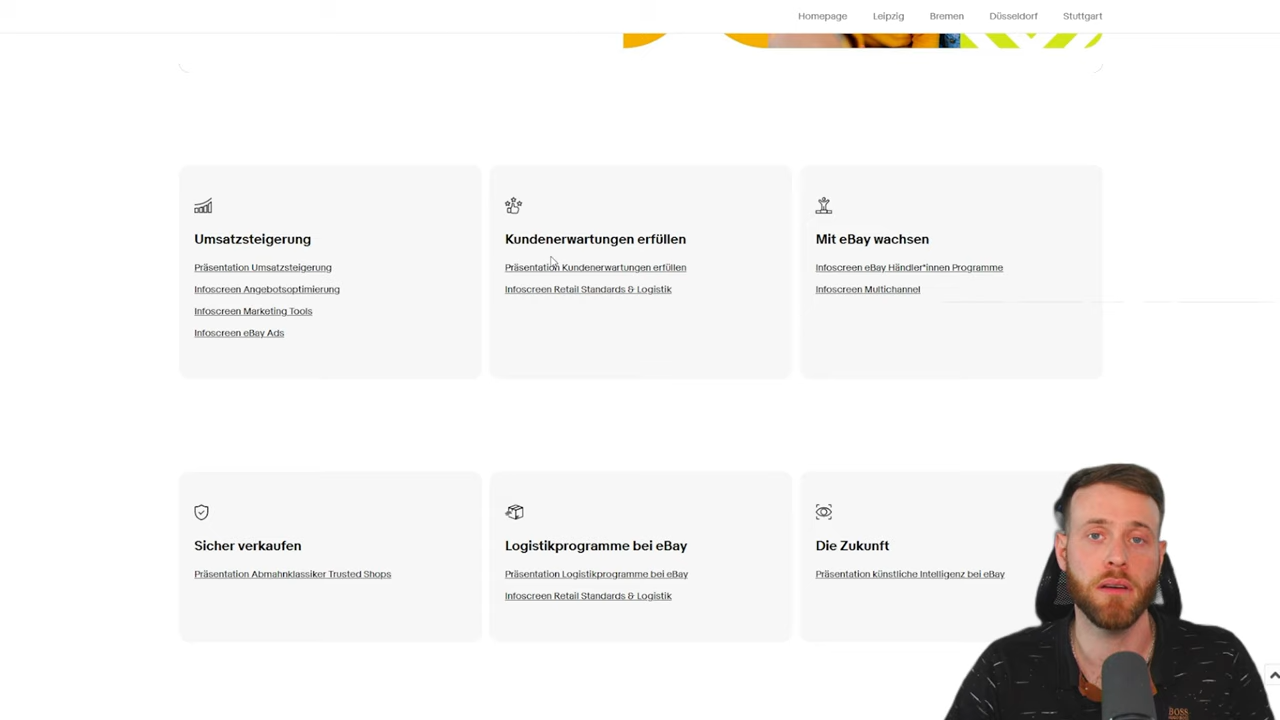 Homepage Leipzig Bremen Düsseldorf Stuttgart
Umsatzsteigerung
Präsentation Umsatzsteigerung
Infoscreen Angebotsoptimierung
Infoscreen Marketing Tools
Infoscreen eBay Ads
Kundenerwartungen erfüllen
Präsentation Kundenerwartungen erfüllen
Infoscreen Retail Standards & Logistik
Mit eBay wachsen
Infoscreen eBay Händler*innen Programme
Infoscreen Multichannel
Sicher verkaufen
Präsentation Abmahnklassiker Trusted Shops
Logistikprogramme bei eBay
Präsentation Logistikprogramme bei eBay
Infoscreen Retail Standards & Logistik
Die Zukunft
Präsentation künstliche Intelligenz bei eBay
BOSS